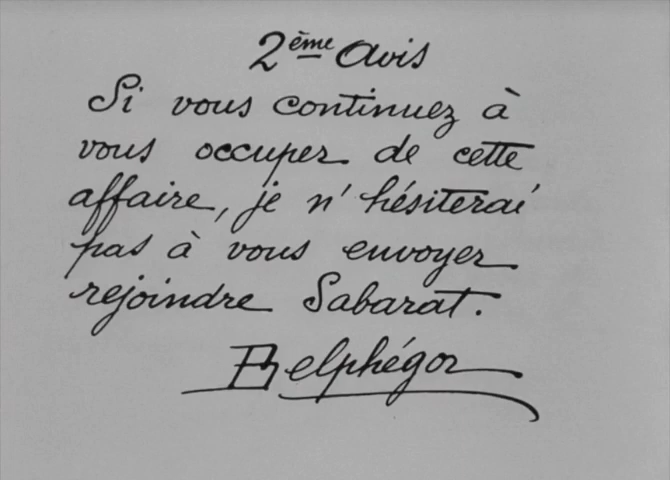 2ème Avis
Si vous continuez à
vous occuper de cette
affaire, je n'hésiterai
pas à vous envoyer
rejoindre Sabarat.
Belphégor